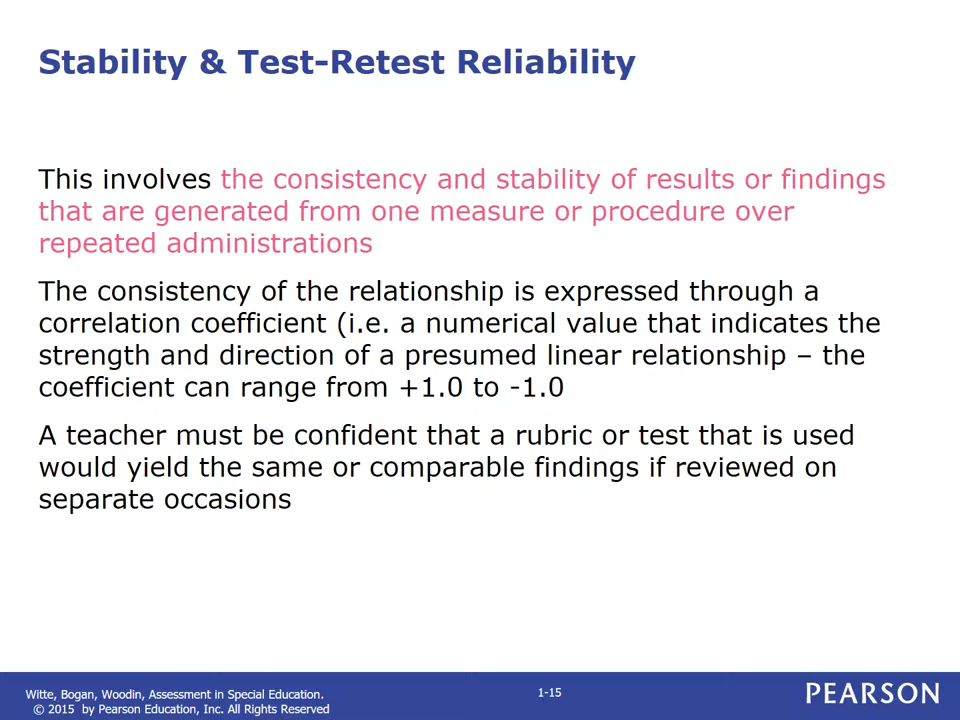 Stability & Test-Retest Reliability
This involves the consistency and stability of results or findings
that are generated from one measure or procedure over
repeated administrations
The consistency of the relationship is expressed through a
correlation coefficient (i.e. a numerical value that indicates the
strength and direction of a presumed linear relationship – the
coefficient can range from +1.0 to -1.0
A teacher must be confident that a rubric or test that is used
would yield the same or comparable findings if reviewed on
separate occasions
Witte, Bogan, Woodin, Assessment in Special Education.
© 2015 by Pearson Education, Inc. All Rights Reserved
1-15
PEARSON